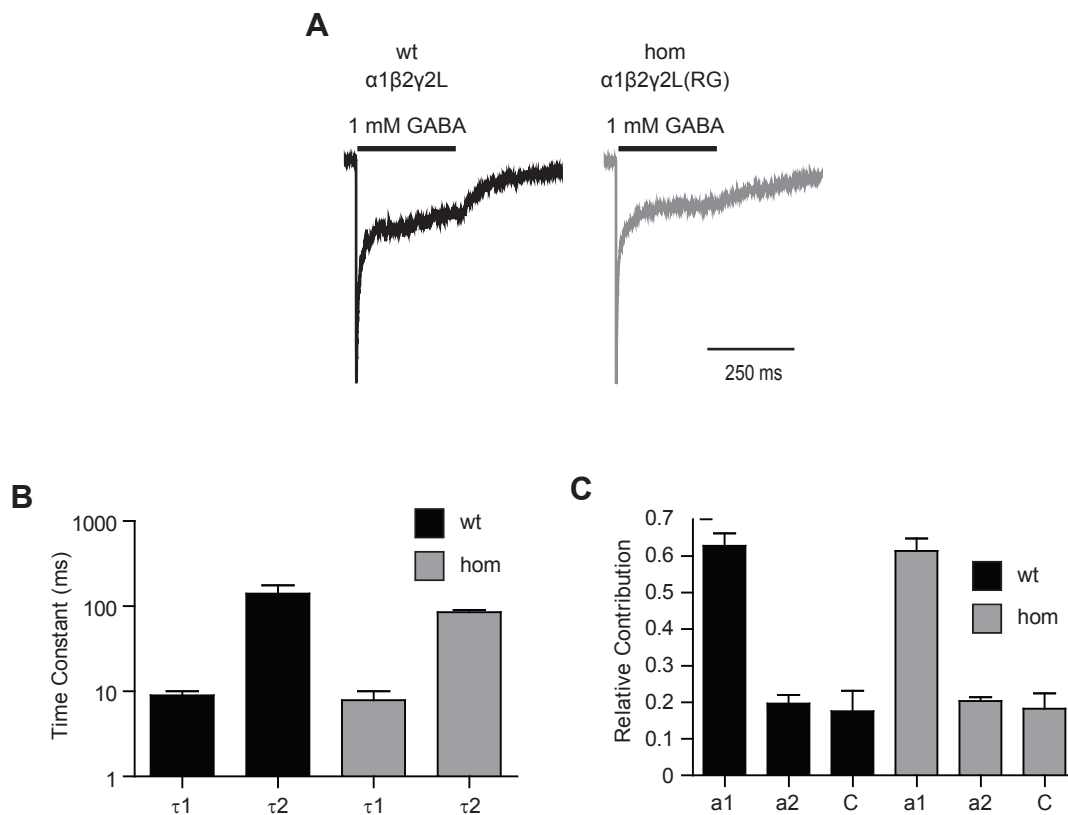 A
wt
α1β2γ2L
1 mM GABA
hom
α1β2γ2L(RG)
1 mM GABA
250 ms
B
Time Constant (ms)
1000
100
10
1
τ1
τ2
τ1
τ2
wt
hom
C
Relative Contribution
0.7
0.6
0.5
0.4
0.3
0.2
0.1
0
a1
a2
C
a1
a2
C
wt
hom